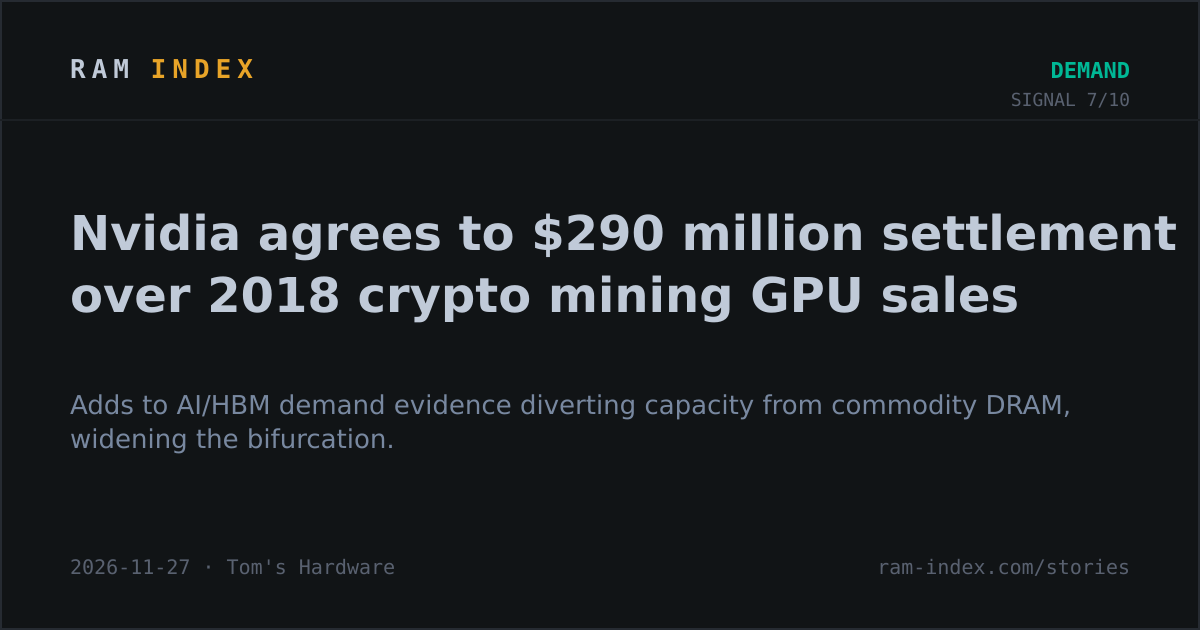 RAM INDEX
DEMAND
SIGNAL 7/10
Nvidia agrees to $290 million settlement
over 2018 crypto mining GPU sales
Adds to AI/HBM demand evidence diverting capacity from commodity DRAM,
widening the bifurcation.
2026-11-27 · Tom's Hardware
ram-index.com/stories